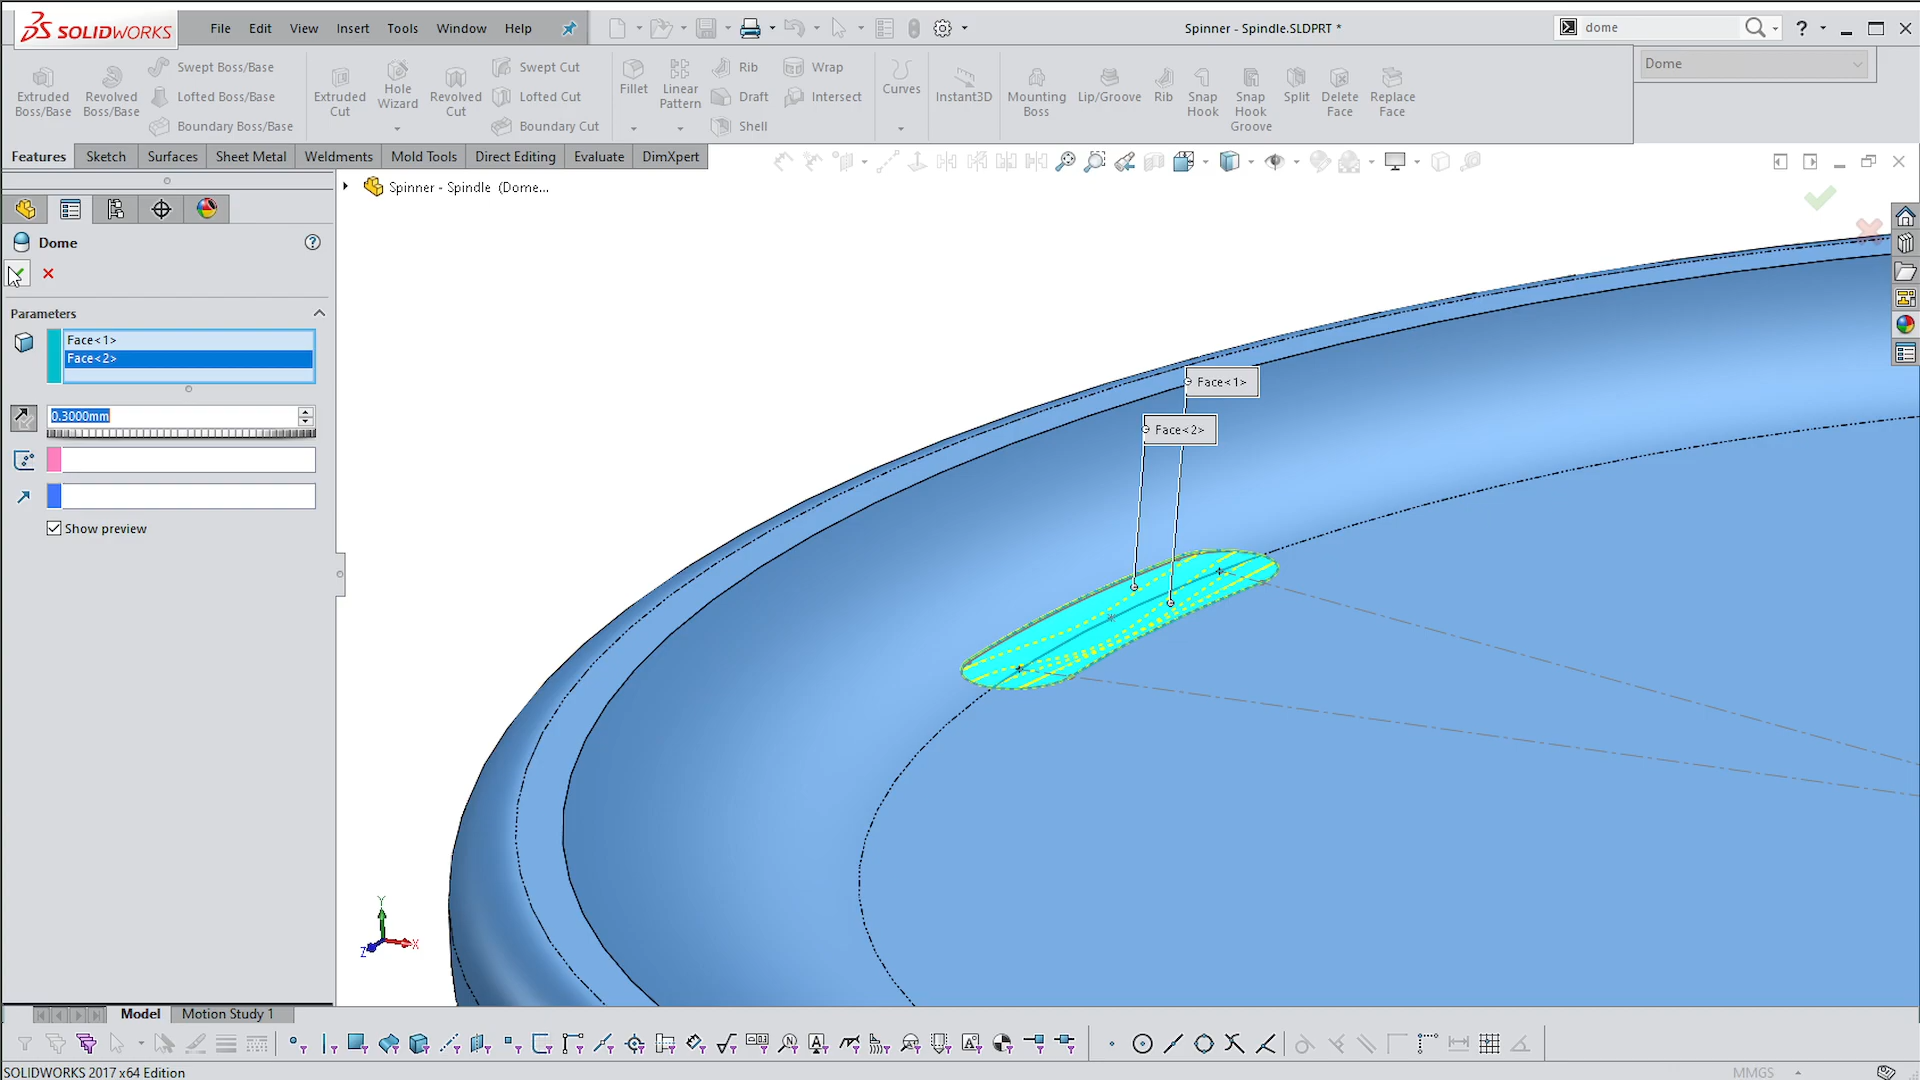 SOLIDWORKS
File Edit View Insert Tools Window Help
Spinner - Spindle.SLDPRT *
dome
?
Extruded Boss/Base
Revolved Boss/Base
Swept Boss/Base
Lofted Boss/Base
Boundary Boss/Base
Extruded Cut
Hole Wizard
Revolved Cut
Swept Cut
Lofted Cut
Boundary Cut
Fillet
Linear Pattern
Rib
Draft
Shell
Wrap
Intersect
Curves
Instant3D
Mounting Boss
Lip/Groove
Rib
Snap Hook
Snap Hook Groove
Split
Delete Face
Replace Face
Dome
Features Sketch Surfaces Sheet Metal Weldments Mold Tools Direct Editing Evaluate DimXpert
Spinner - Spindle (Dome...
Dome
?
Parameters
Face<1>
Face<2>
0.3000mm
Show preview
Face<1>
Face<2>
Y
X
Z
Model Motion Study 1
SOLIDWORKS 2017 x64 Edition
MMGS